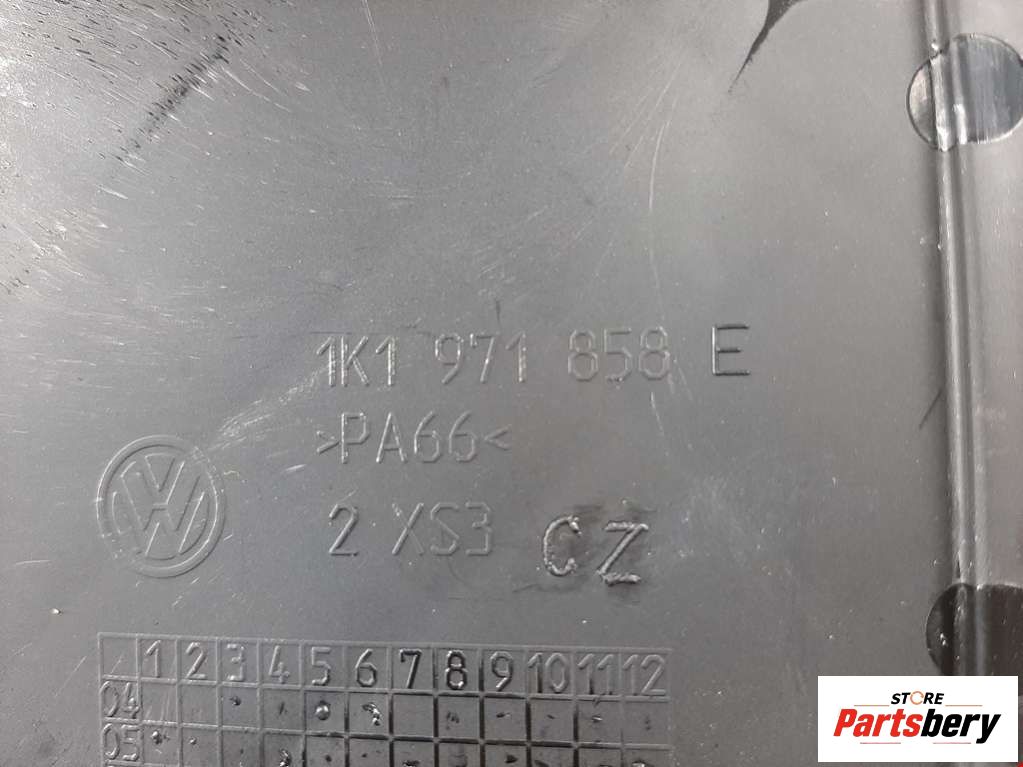 1K1 971 858 E
>PA66<
2 XS3 CZ
1 2 3 4 5 6 7 8 9 10 11 12
04
05
STORE
Partsbery